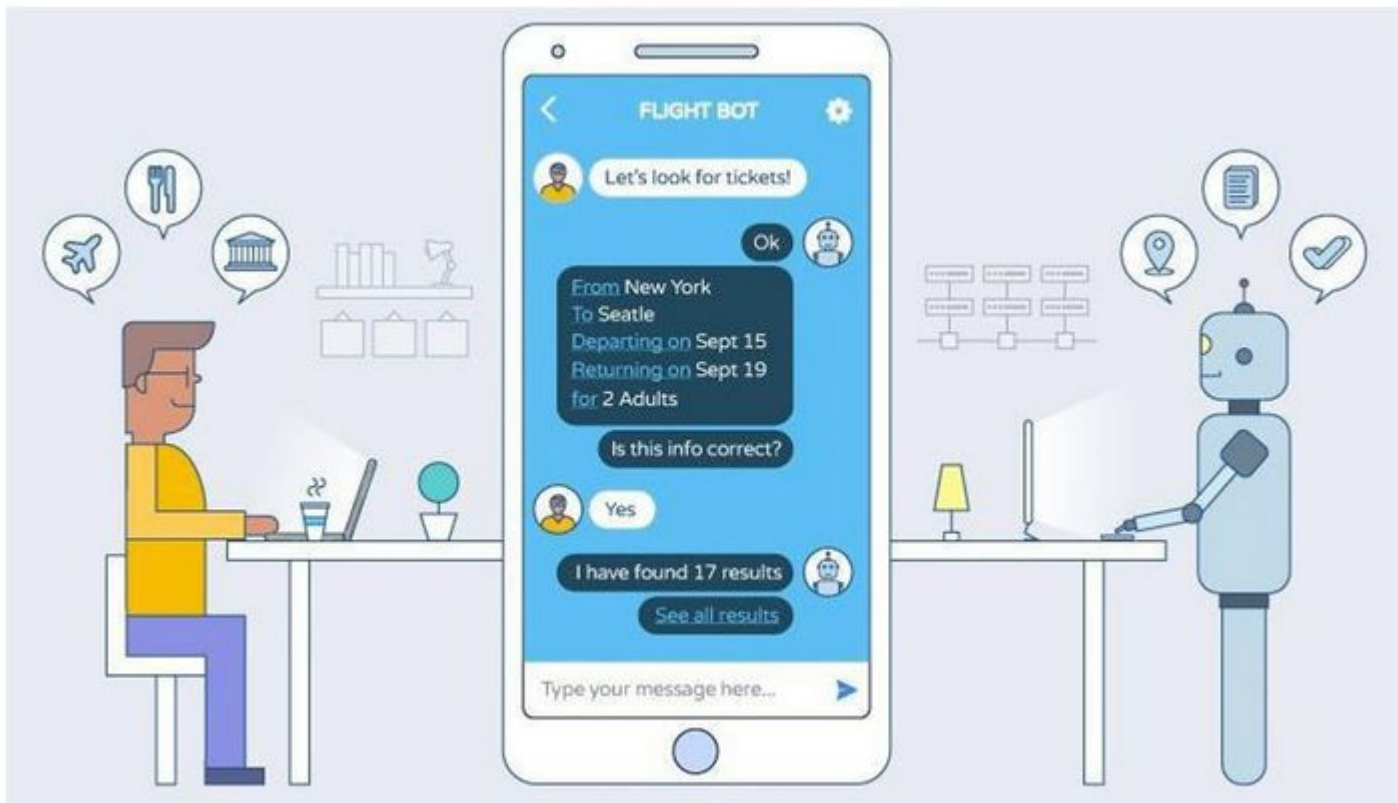 FLIGHT BOT
Let's look for tickets!
Ok
From New York
To Seatle
Departing on Sept 15
Returning on Sept 19
for 2 Adults
Is this info correct?
Yes
I have found 17 results
See all results
Type your message here...